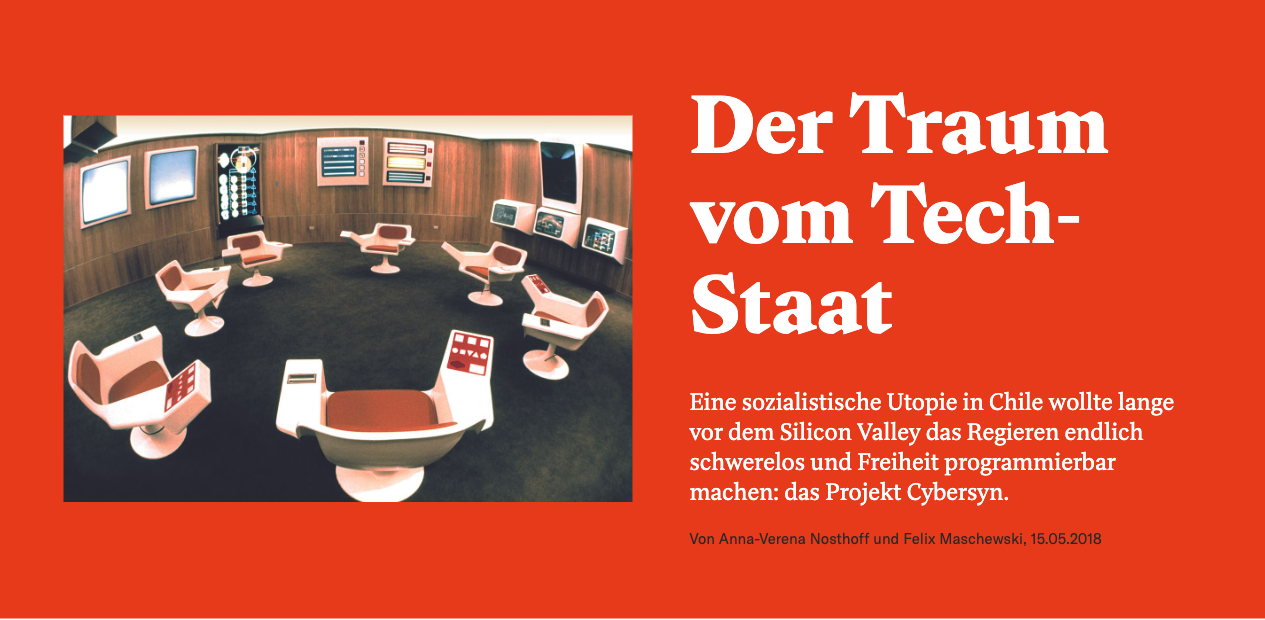 Der Traum
vom Tech-
Staat
Eine sozialistische Utopie in Chile wollte lange
vor dem Silicon Valley das Regieren endlich
schwerelos und Freiheit programmierbar
machen: das Projekt Cybersyn.
Von Anna-Verena Nosthoff und Felix Maschewski, 15.05.2018